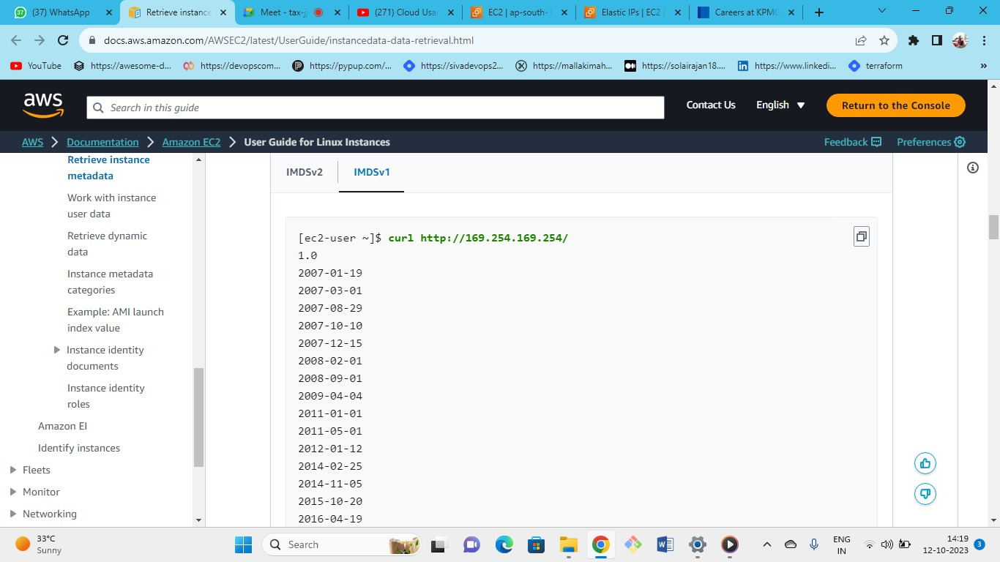 (37) WhatsApp
Retrieve instance
Meet - tax-jj
(271) Cloud Usa
EC2 | ap-south-1
Elastic IPs | EC2
Careers at KPMG
docs.aws.amazon.com/AWSEC2/latest/UserGuide/instancedata-data-retrieval.html
YouTube
https://awesome-d...
https://devopscom...
https://pypup.com/...
https://sivadevops2...
https://mallakimah...
https://solairajan18....
https://www.linkedi...
terraform
aws
Search in this guide
Contact Us
English
Return to the Console
AWS
Documentation
Amazon EC2
User Guide for Linux Instances
Feedback
Preferences
Retrieve instance
metadata
Work with instance
user data
Retrieve dynamic
data
Instance metadata
categories
Example: AMI launch
index value
Instance identity
documents
Instance identity
roles
Amazon EI
Identify instances
Fleets
Monitor
Networking
IMDSv2
IMDSv1
[ec2-user ~]$ curl http://169.254.169.254/
1.0
2007-01-19
2007-03-01
2007-08-29
2007-10-10
2007-12-15
2008-02-01
2008-09-01
2009-04-04
2011-01-01
2011-05-01
2012-01-12
2014-02-25
2014-11-05
2015-10-20
2016-04-19
33°C
Sunny
Search
ENG
IN
14:19
12-10-2023
3